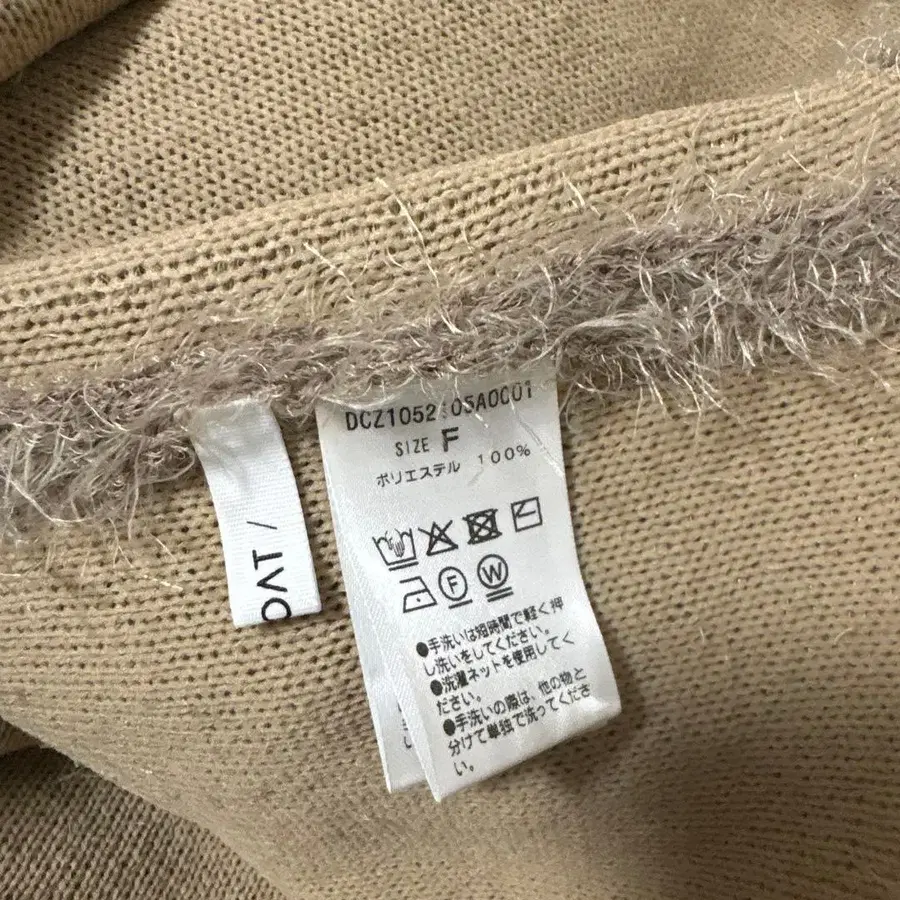 DCZ1052105A0001
SIZE F
ポリエステル 100%
F W
●手洗いは短時間で軽く押
し洗いをしてください。
●洗濯ネットを使用してく
ださい。
●手洗いの際は、他の物と
分けて単独で洗ってくださ
い。